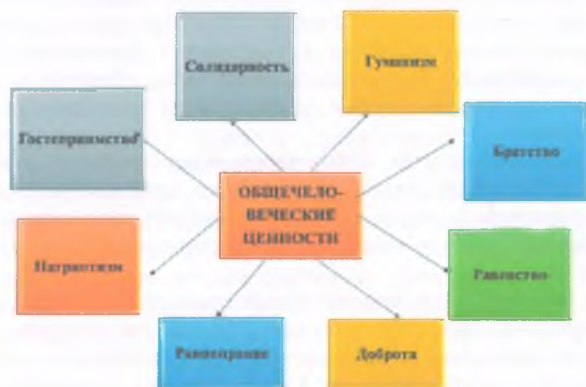 Солидарность
Гуманизм
Гостеприимство
Братство
ОБЩЕЧЕЛО-
ВЕЧЕСКИЕ
ЦЕННОСТИ
Патриотизм
Равенство
Равноправие
Доброта